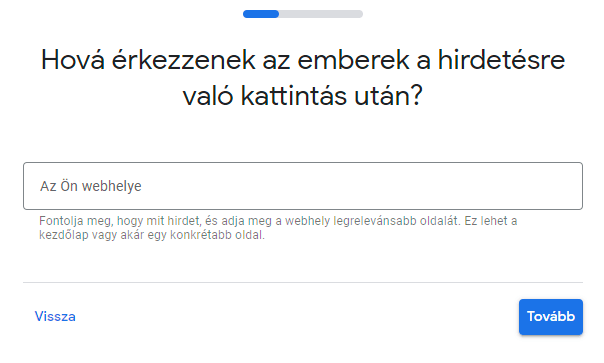 Hová érkezzenek az emberek a hirdetésre
való kattintás után?
Az Ön webhelye
Fontolja meg, hogy mit hirdet, és adja meg a webhely legrelevánsabb oldalát. Ez lehet a
kezdőlap vagy akár egy konkrétabb oldal.
Vissza
Tovább